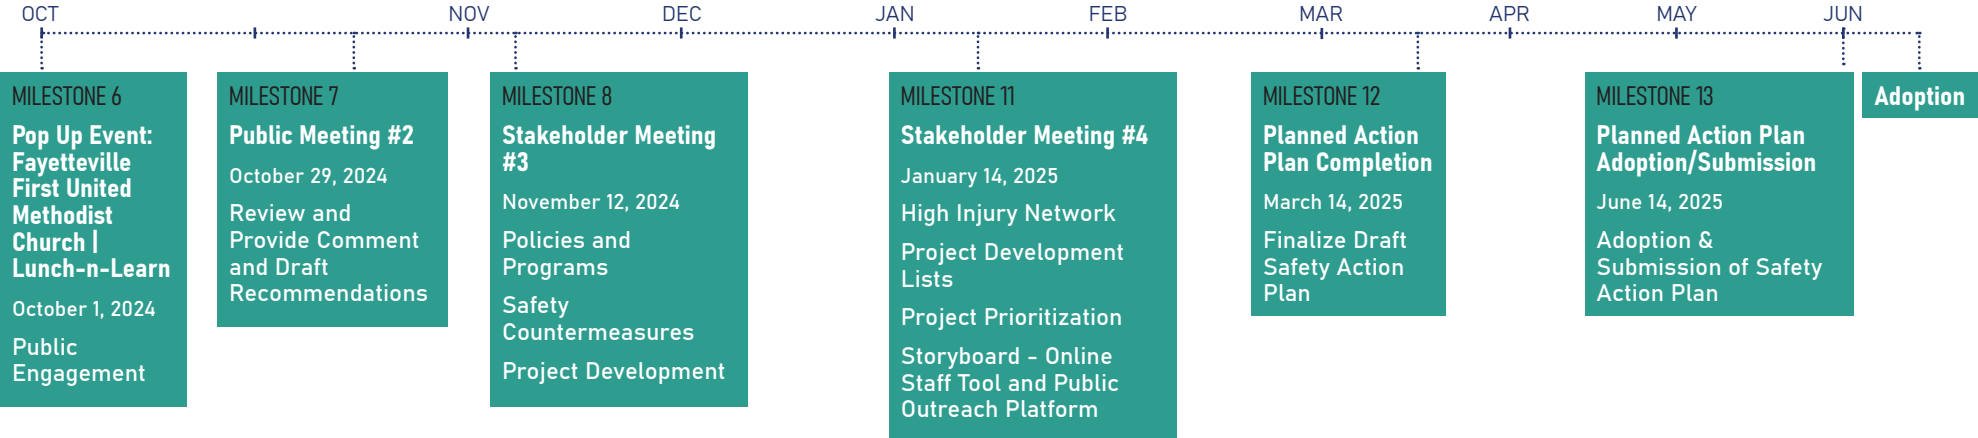 OCT
NOV
DEC
JAN
FEB
MAR
APR
MAY
JUN
MILESTONE 6
Pop Up Event:
Fayetteville
First United
Methodist
Church |
Lunch-n-Learn
October 1, 2024
Public
Engagement
MILESTONE 7
Public Meeting #2
October 29, 2024
Review and
Provide Comment
and Draft
Recommendations
MILESTONE 8
Stakeholder Meeting
#3
November 12, 2024
Policies and
Programs
Safety
Countermeasures
Project Development
MILESTONE 11
Stakeholder Meeting #4
January 14, 2025
High Injury Network
Project Development
Lists
Project Prioritization
Storyboard - Online
Staff Tool and Public
Outreach Platform
MILESTONE 12
Planned Action
Plan Completion
March 14, 2025
Finalize Draft
Safety Action
Plan
MILESTONE 13
Planned Action Plan
Adoption/Submission
June 14, 2025
Adoption &
Submission of Safety
Action Plan
Adoption